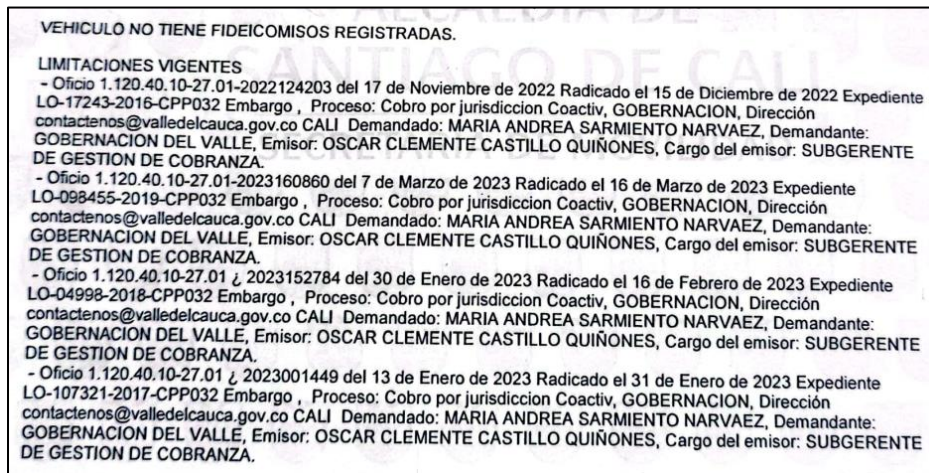 ALCALDIA DE
VEHICULO NO TIENE FIDEICOMISOS REGISTRADAS.
SANTIAGO DE CALI
LIMITACIONES VIGENTES
- Oficio 1.120.40.10-27.01-2022124203 del 17 de Noviembre de 2022 Radicado el 15 de Diciembre de 2022 Expediente
LO-17243-2016-CPP032 Embargo , Proceso: Cobro por jurisdiccion Coactiv, GOBERNACION, Dirección
contactenos@valledelcauca.gov.co CALI Demandado: MARIA ANDREA SARMIENTO NARVAEZ, Demandante:
SECRETARIA DE MOVILIDAD
GOBERNACION DEL VALLE, Emisor: OSCAR CLEMENTE CASTILLO QUIÑONES, Cargo del emisor: SUBGERENTE
DE GESTION DE COBRANZA.
- Oficio 1.120.40.10-27.01-2023160860 del 7 de Marzo de 2023 Radicado el 16 de Marzo de 2023 Expediente
LO-098455-2019-CPP032 Embargo , Proceso: Cobro por jurisdiccion Coactiv, GOBERNACION, Dirección
contactenos@valledelcauca.gov.co CALI Demandado: MARIA ANDREA SARMIENTO NARVAEZ, Demandante:
GOBERNACION DEL VALLE, Emisor: OSCAR CLEMENTE CASTILLO QUIÑONES, Cargo del emisor: SUBGERENTE
DE GESTION DE COBRANZA.
- Oficio 1.120.40.10-27.01 ¿ 2023152784 del 30 de Enero de 2023 Radicado el 16 de Febrero de 2023 Expediente
LO-04998-2018-CPP032 Embargo , Proceso: Cobro por jurisdiccion Coactiv, GOBERNACION, Dirección
contactenos@valledelcauca.gov.co CALI Demandado: MARIA ANDREA SARMIENTO NARVAEZ, Demandante:
GOBERNACION DEL VALLE, Emisor: OSCAR CLEMENTE CASTILLO QUIÑONES, Cargo del emisor: SUBGERENTE
DE GESTION DE COBRANZA.
- Oficio 1.120.40.10-27.01 ¿ 2023001449 del 13 de Enero de 2023 Radicado el 31 de Enero de 2023 Expediente
LO-107321-2017-CPP032 Embargo , Proceso: Cobro por jurisdiccion Coactiv, GOBERNACION, Dirección
contactenos@valledelcauca.gov.co CALI Demandado: MARIA ANDREA SARMIENTO NARVAEZ, Demandante:
GOBERNACION DEL VALLE, Emisor: OSCAR CLEMENTE CASTILLO QUIÑONES, Cargo del emisor: SUBGERENTE
DE GESTION DE COBRANZA.